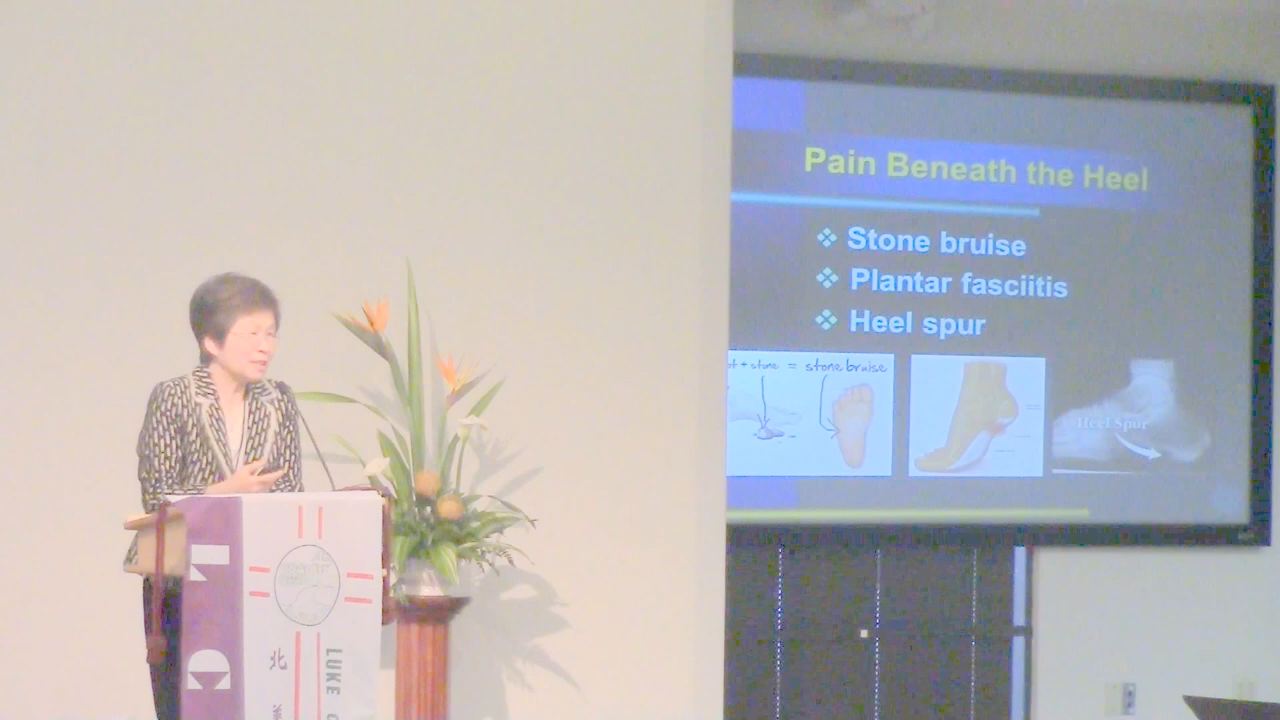 Pain Beneath the Heel
Stone bruise
Plantar fasciitis
Heel spur
+ stone = stone bruise
Heel Spur
L
C
北
LUKE